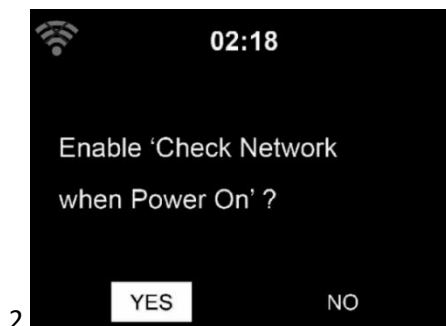 02:18
Enable ‘Check Network
when Power On’ ?
YES NO
2